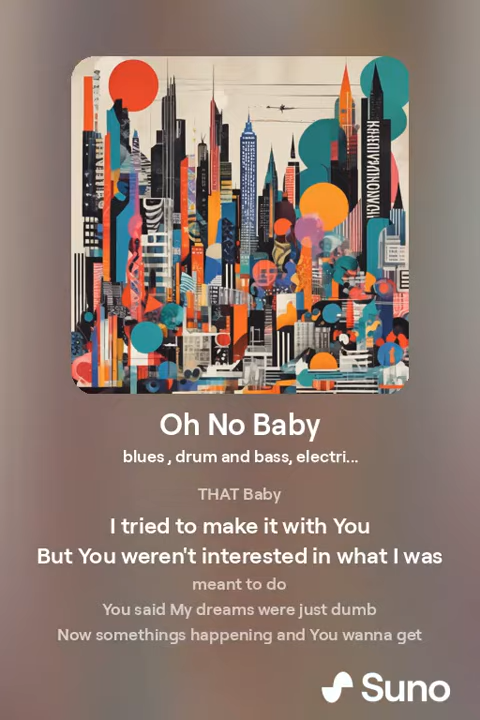 Oh No Baby
blues , drum and bass, electri...
THAT Baby
I tried to make it with You
But You weren't interested in what I was
meant to do
You said My dreams were just dumb
Now somethings happening and You wanna get
Suno